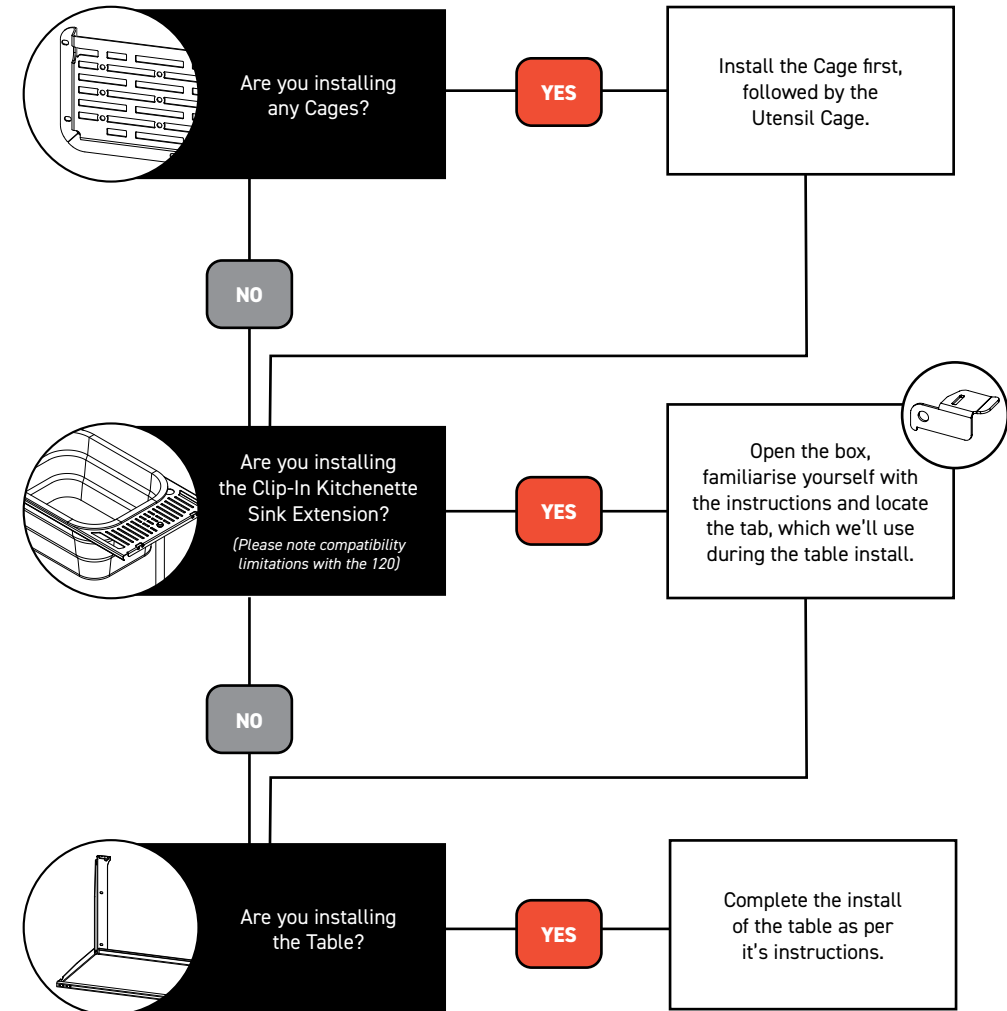 Are you installing
any Cages?
YES
Install the Cage first,
followed by the
Utensil Cage.
NO
Are you installing
the Clip-In Kitchenette
Sink Extension?
(Please note compatibility
limitations with the 120)
YES
Open the box,
familiarise yourself with
the instructions and locate
the tab, which we'll use
during the table install.
NO
Are you installing
the Table?
YES
Complete the install
of the table as per
it's instructions.